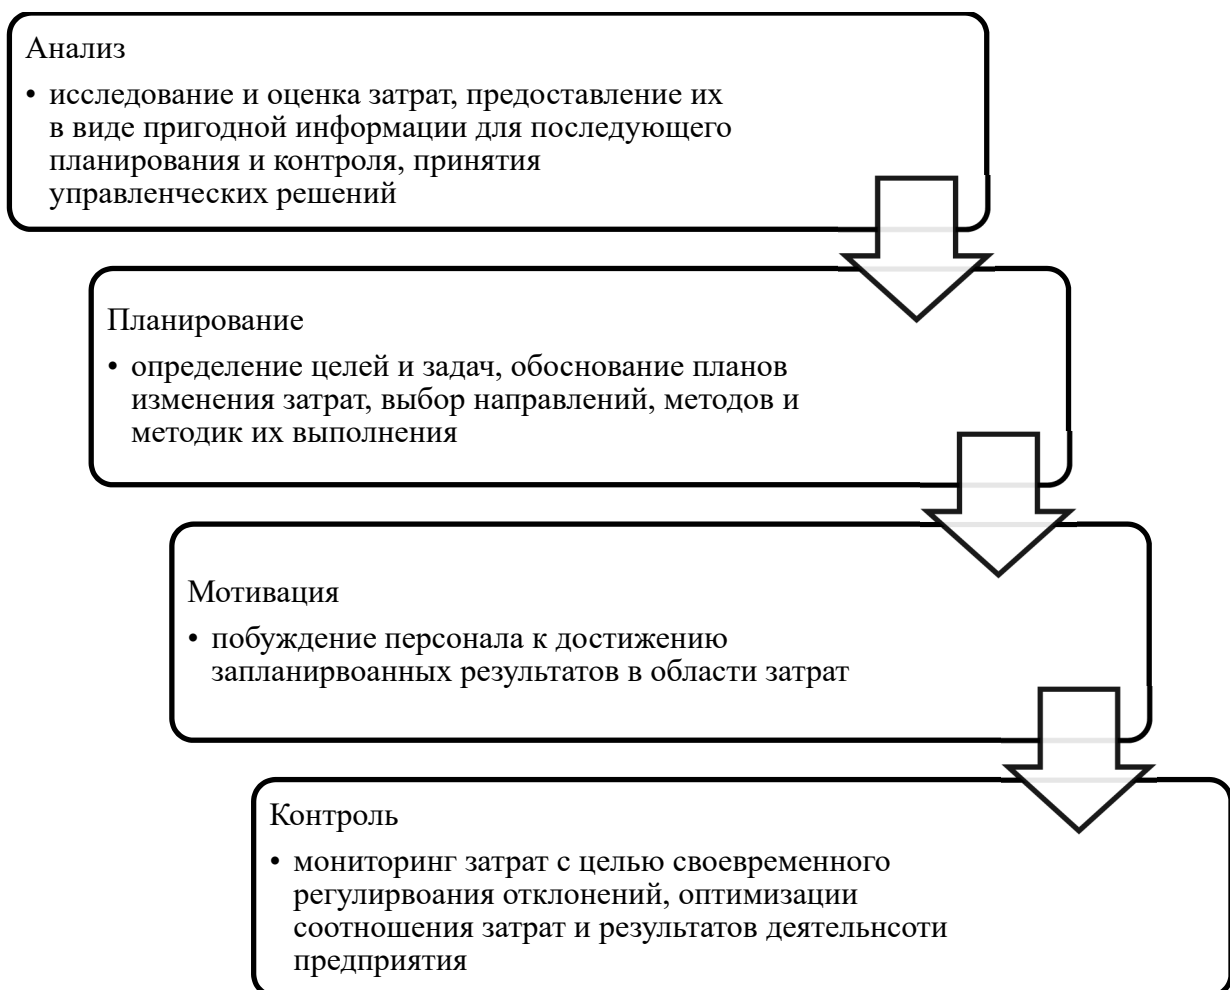 Анализ
• исследование и оценка затрат, предоставление их
в виде пригодной информации для последующего
планирования и контроля, принятия
управленческих решений
Планирование
• определение целей и задач, обоснование планов
изменения затрат, выбор направлений, методов и
методик их выполнения
Мотивация
• побуждение персонала к достижению
запланирвоанных результатов в области затрат
Контроль
• мониторинг затрат с целью своевременного
регулирвоания отклонений, оптимизации
соотношения затрат и результатов деятельнсоти
предприятия